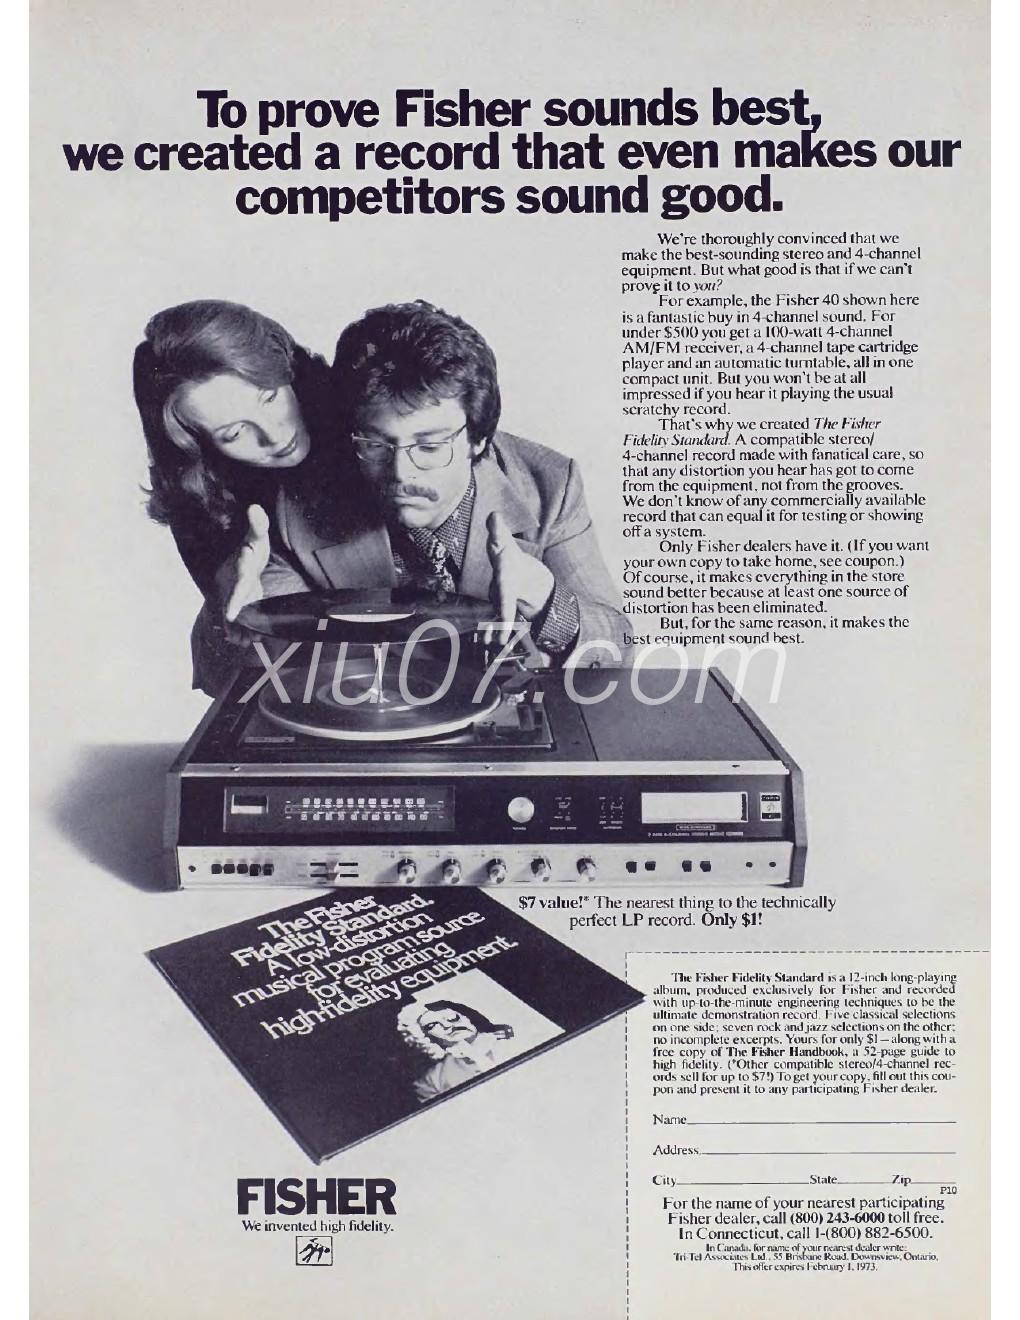 To prove Fisher sounds best,
we created a record that even makes our
competitors sound good.
We're thoroughly convinced that we
make the best-sounding stereo and 4-channel
equipment. But what good is that if we can't
prove it to you?
For example, the Fisher 40 shown here
is a fantastic buy in 4-channel sound. For
under $500 you get a 100-watt 4-channel
AM/FM receiver, a 4-channel tape cartridge
player and an automatic turntable, all in one
compact unit. But you won't be at all
impressed if you hear it playing the usual
scratchy record.
That's why we created The Fisher
Fidelity Standard. A compatible stereo/
4-channel record made with fanatical care, so
that any distortion you hear has got to come
from the equipment, not from the grooves.
We don't know of any commercially available
record that can equal it for testing or showing
off a system.
Only Fisher dealers have it. (If you want
your own copy to take home, see coupon.)
Of course, it makes everything in the store
sound better because at least one source of
distortion has been eliminated.
But, for the same reason, it makes the
best equipment sound best.
xiu07.com
$7 value!* The nearest thing to the technically
perfect LP record. Only $1!
The Fisher
Fidelity Standard.
A low-distortion
musical program source
for evaluating
high-fidelity equipment.
The Fisher Fidelity Standard is a 12-inch long-playing
album, produced exclusively for Fisher and recorded
with up-to-the-minute engineering techniques to be the
ultimate demonstration record. Five classical selections
on one side; seven rock and jazz selections on the other;
no incomplete excerpts. Yours for only $1—along with a
free copy of The Fisher Handbook, a 52-page guide to
high fidelity. (*Other compatible stereo/4-channel rec-
ords sell for up to $7!) To get your copy, fill out this cou-
pon and present it to any participating Fisher dealer.
Name
Address
City State Zip
P10
For the name of your nearest participating
Fisher dealer, call (800) 243-6000 toll free.
In Connecticut, call 1-(800) 882-6500.
In Canada, for name of your nearest dealer write:
Tri-Tel Associates Ltd., 55 Brisbane Road, Downsview, Ontario.
This offer expires February 1, 1973.
FISHER
We invented high fidelity.